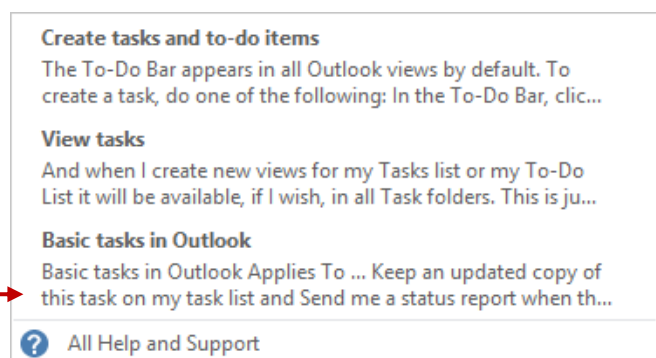 Create tasks and to-do items
The To-Do Bar appears in all Outlook views by default. To
create a task, do one of the following: In the To-Do Bar, clic...
View tasks
And when I create new views for my Tasks list or my To-Do
List it will be available, if I wish, in all Task folders. This is ju...
Basic tasks in Outlook
Basic tasks in Outlook Applies To ... Keep an updated copy of
this task on my task list and Send me a status report when th...
? All Help and Support